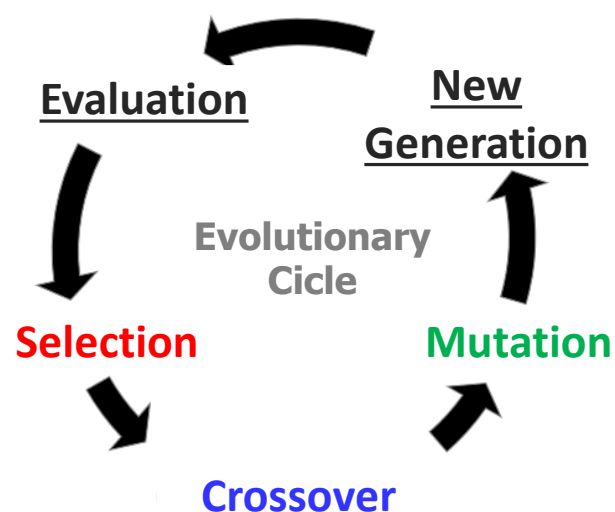 Evaluation
New
Generation
Evolutionary
Cicle
Selection
Mutation
Crossover